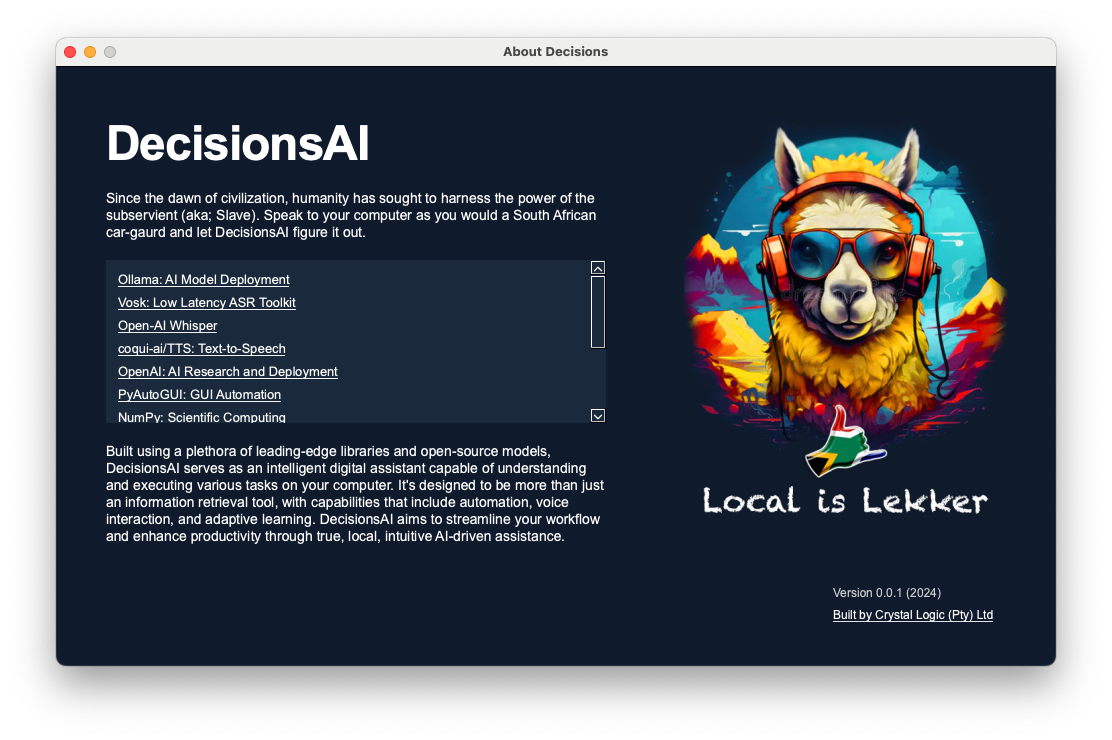 About Decisions
DecisionsAI
Since the dawn of civilization, humanity has sought to harness the power of the
subservient (aka; Slave). Speak to your computer as you would a South African
car-gaurd and let DecisionsAI figure it out.
Ollama: AI Model Deployment
Vosk: Low Latency ASR Toolkit
Open-AI Whisper
coqui-ai/TTS: Text-to-Speech
OpenAI: AI Research and Deployment
PyAutoGUI: GUI Automation
NumPy: Scientific Computing
Built using a plethora of leading-edge libraries and open-source models,
DecisionsAI serves as an intelligent digital assistant capable of understanding
and executing various tasks on your computer. It's designed to be more than just
an information retrieval tool, with capabilities that include automation, voice
interaction, and adaptive learning. DecisionsAI aims to streamline your workflow
and enhance productivity through true, local, intuitive AI-driven assistance.
Local is Lekker
Version 0.0.1 (2024)
Built by Crystal Logic (Pty) Ltd